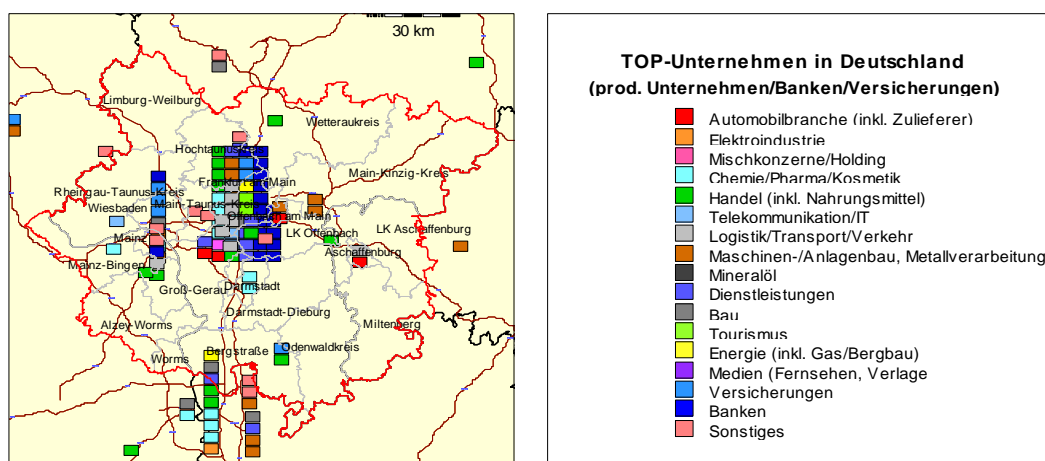 30 km
Limburg-Weilburg
Wetteraukreis
Hochtaunuskreis
Main-Kinzig-Kreis
Frankfurt am Main
Rheingau-Taunus-Kreis
Main-Taunus-Kreis
Wiesbaden
Offenbach am Main
LK Offenbach
LK Aschaffenburg
Mainz
Aschaffenburg
Mainz-Bingen
Groß-Gerau
Darmstadt
Darmstadt-Dieburg
Alzey-Worms
Miltenberg
Worms
Bergstraße
Odenwaldkreis
TOP-Unternehmen in Deutschland
(prod. Unternehmen/Banken/Versicherungen)
Automobilbranche (inkl. Zulieferer)
Elektroindustrie
Mischkonzerne/Holding
Chemie/Pharma/Kosmetik
Handel (inkl. Nahrungsmittel)
Telekommunikation/IT
Logistik/Transport/Verkehr
Maschinen-/Anlagenbau, Metallverarbeitung
Mineralöl
Dienstleistungen
Bau
Tourismus
Energie (inkl. Gas/Bergbau)
Medien (Fernsehen, Verlage
Versicherungen
Banken
Sonstiges